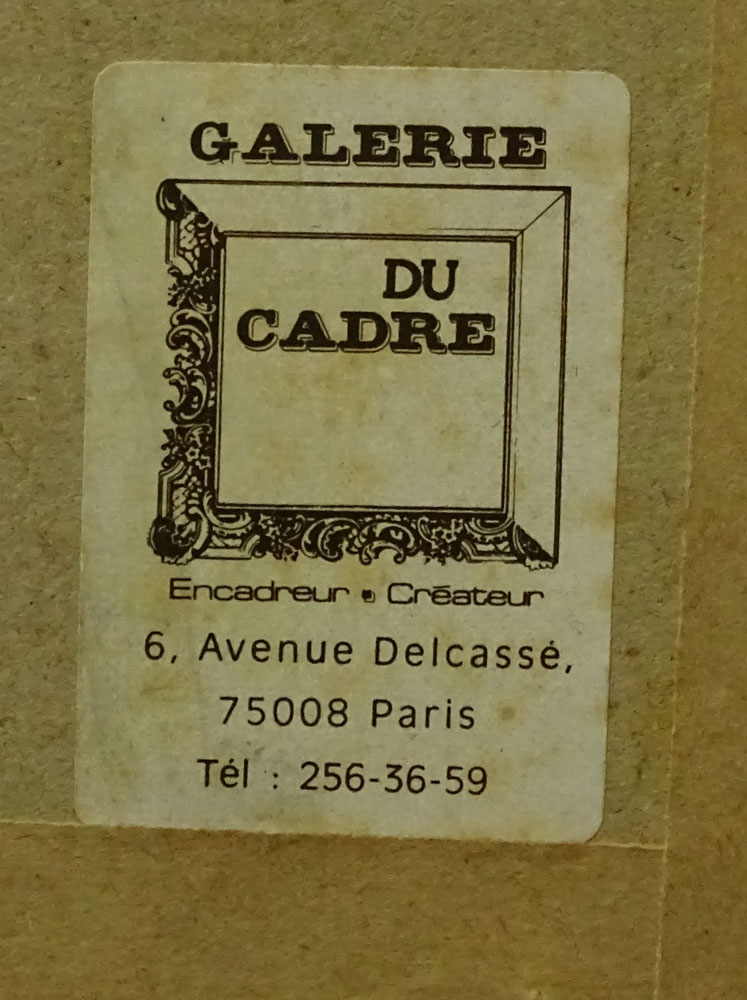 GALERIE
DU
CADRE
Encadreur • Créateur
6, Avenue Delcassé,
75008 Paris
Tél : 256-36-59